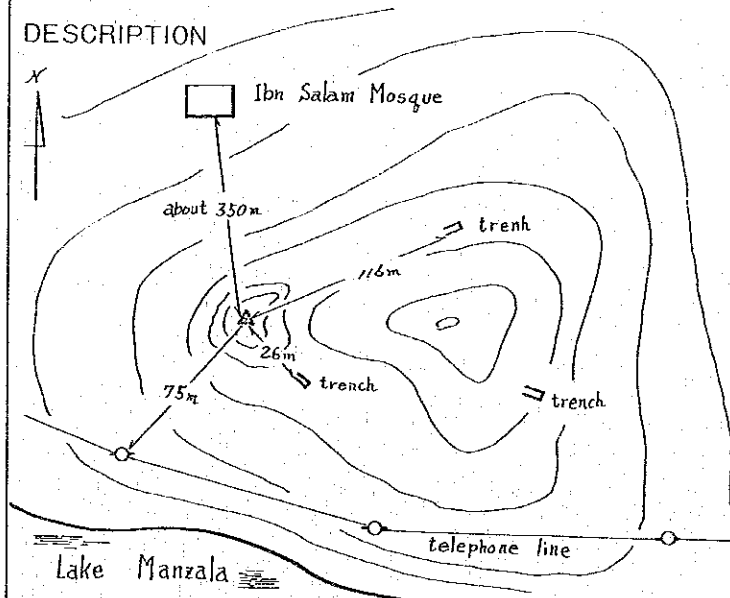 DESCRIPTION
N
Ibn Salam Mosque
about 350m
trenh
116m
26m
trench
75m
trench
telephone line
Lake Manzala